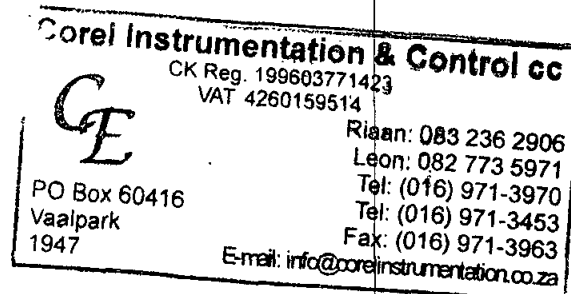 Corel Instrumentation & Control cc
CK Reg. 199603771423
VAT 4260159514
CE
Riaan: 083 236 2906
Leon: 082 773 5971
Tel: (016) 971-3970
Tel: (016) 971-3453
Fax: (016) 971-3963
PO Box 60416
Vaalpark
1947
E-mail: info@corelinstrumentation.co.za